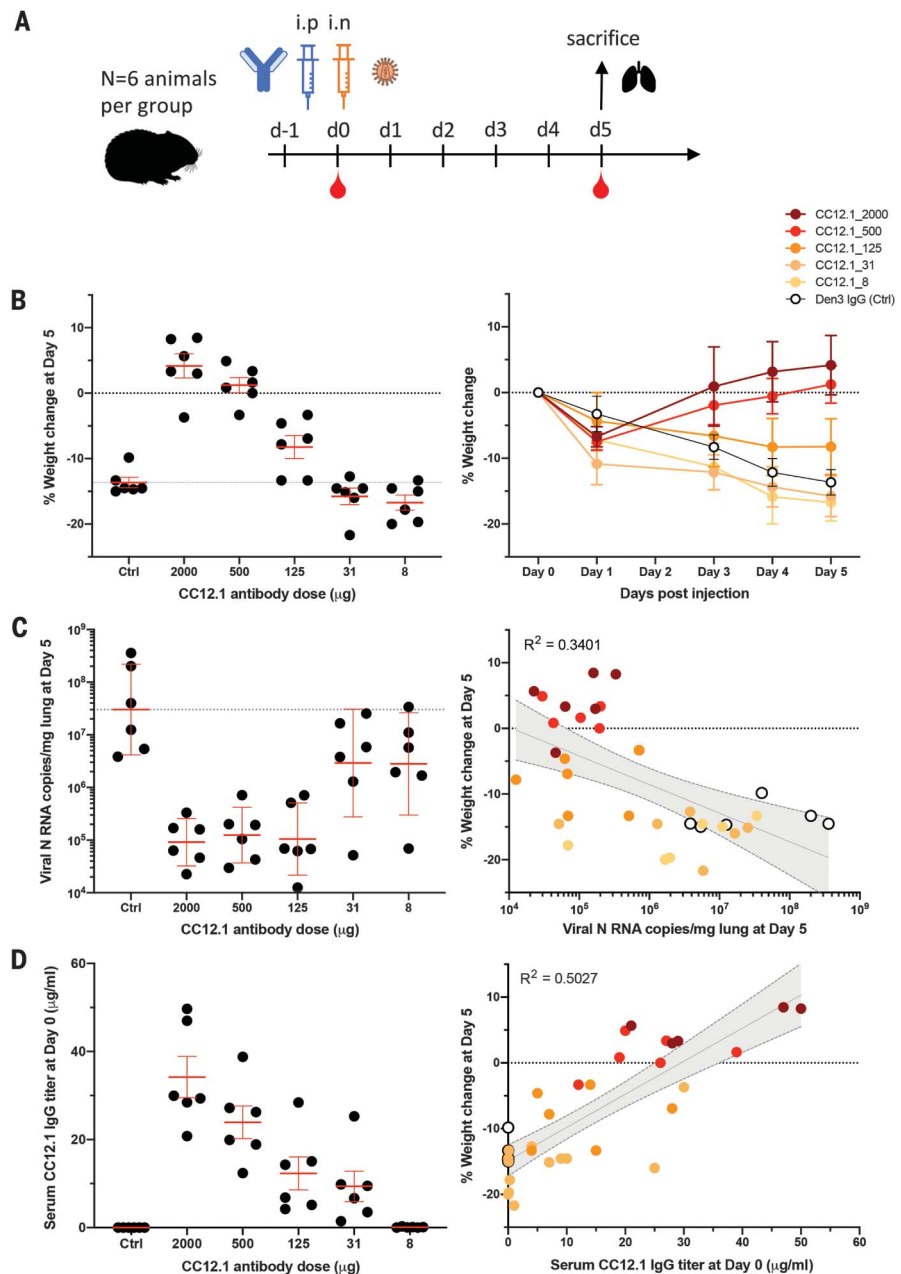 A
i.p i.n
sacrifice
N=6 animals
per group
d-1 d0 d1 d2 d3 d4 d5
CC12.1_2000
CC12.1_500
CC12.1_125
CC12.1_31
CC12.1_8
Den3 IgG (Ctrl)
B
% Weight change at Day 5
10
0
-10
-20
Ctrl 2000 500 125 31 8
CC12.1 antibody dose (μg)
% Weight change
10
0
-10
-20
Day 0 Day 1 Day 2 Day 3 Day 4 Day 5
Days post injection
C
Viral N RNA copies/mg lung at Day 5
10⁹
10⁸
10⁷
10⁶
10⁵
10⁴
Ctrl 2000 500 125 31 8
CC12.1 antibody dose (μg)
R² = 0.3401
% Weight change at Day 5
10
0
-10
-20
10⁴ 10⁵ 10⁶ 10⁷ 10⁸ 10⁹
Viral N RNA copies/mg lung at Day 5
D
Serum CC12.1 IgG titer at Day 0 (μg/ml)
60
40
20
0
Ctrl 2000 500 125 31 8
CC12.1 antibody dose (μg)
R² = 0.5027
% Weight change at Day 5
10
0
-10
-20
0 10 20 30 40 50 60
Serum CC12.1 IgG titer at Day 0 (μg/ml)